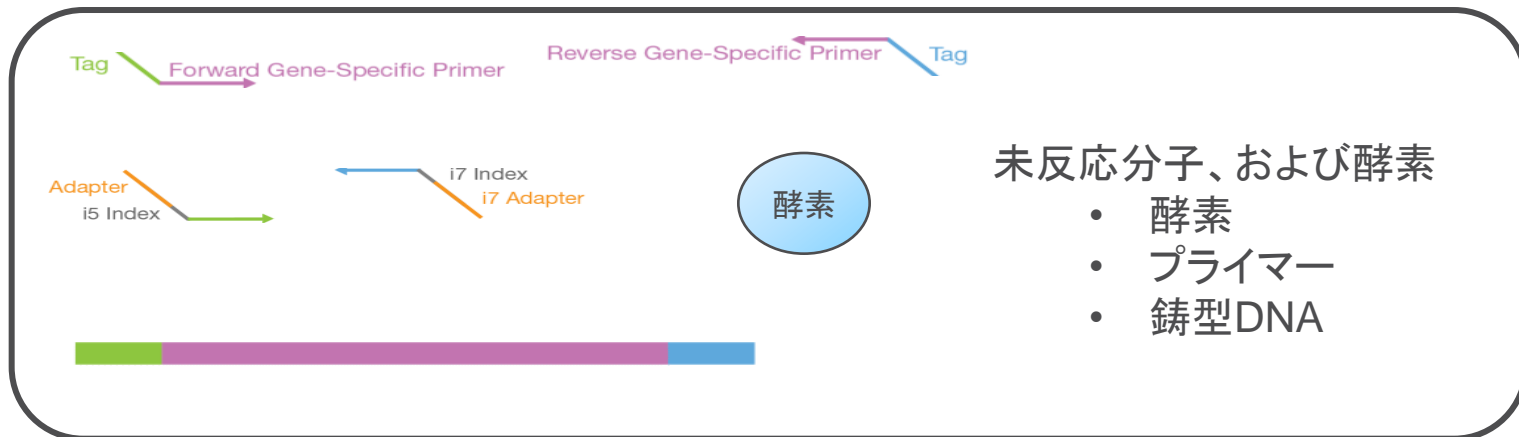 Tag
Forward Gene-Specific Primer
Reverse Gene-Specific Primer
Tag
Adapter
i5 Index
i7 Index
i7 Adapter
酵素
未反応分子、および酵素
• 酵素
• プライマー
• 鋳型DNA